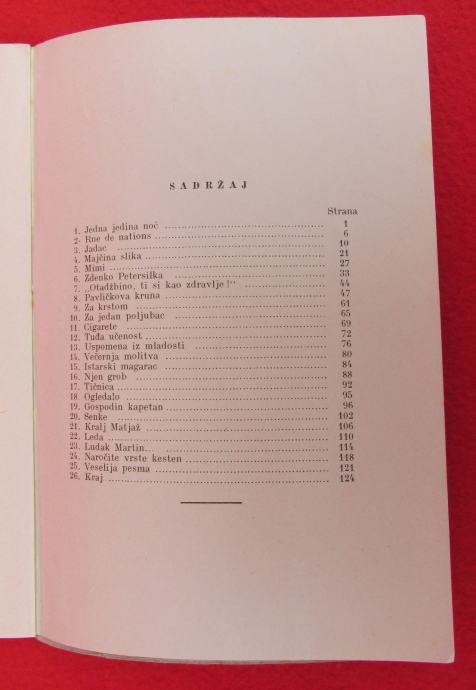 SADRŽAJ
Strana
1. Jedna jedina noć 1
2- Rue de nations 6
3. Jadac 10
4. Majčina slika 21
5. Mimi 27
6. Zdenko Petersilka 33
7. „Otadžbino, ti si kao zdravlje!“ 44
8. Pavličkova kruna 47
9. Za krstom 61
10. Za jedan poljubac 65
11. Cigarete 69
12. Tuđa učenost 72
13. Uspomena iz mladosti 76
14. Večernja molitva 80
15. Istarski magarac 84
16. Njen grob 88
17. Tičnica 92
18. Ogledalo 95
19. Gospodin kapetan 96
20. Senke 102
21. Kralj Matjaž 106
22. Leda 110
23. Ludak Martin... 114
24. Naročite vrste kesten 118
25. Veselija pesma 121
26. Kraj 124